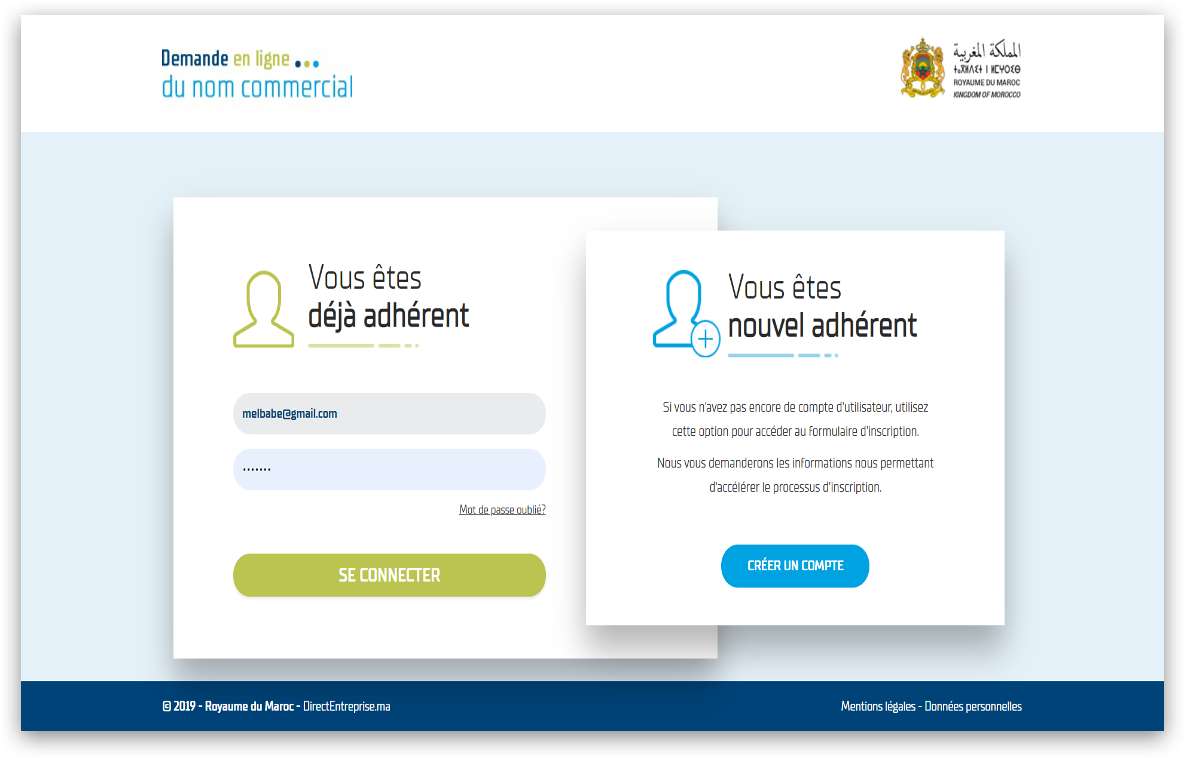 Demande en ligne
du nom commercial
المملكة المغربية
ⵜⴰⴳⵍⴷⵉⵜ ⵏ ⵍⵎⵖⵔⵉⴱ
ROYAUME DU MAROC
KINGDOM OF MOROCCO
Vous êtes
déjà adhérent
melbabe@gmail.com
•••••••
Mot de passe oublié?
SE CONNECTER
Vous êtes
nouvel adhérent
Si vous n'avez pas encore de compte d'utilisateur, utilisez
cette option pour accéder au formulaire d'inscription.
Nous vous demanderons les informations nous permettant
d'accélérer le processus d'inscription.
CRÉER UN COMPTE
© 2019 - Royaume du Maroc - DirectEntreprise.ma
Mentions légales - Données personnelles